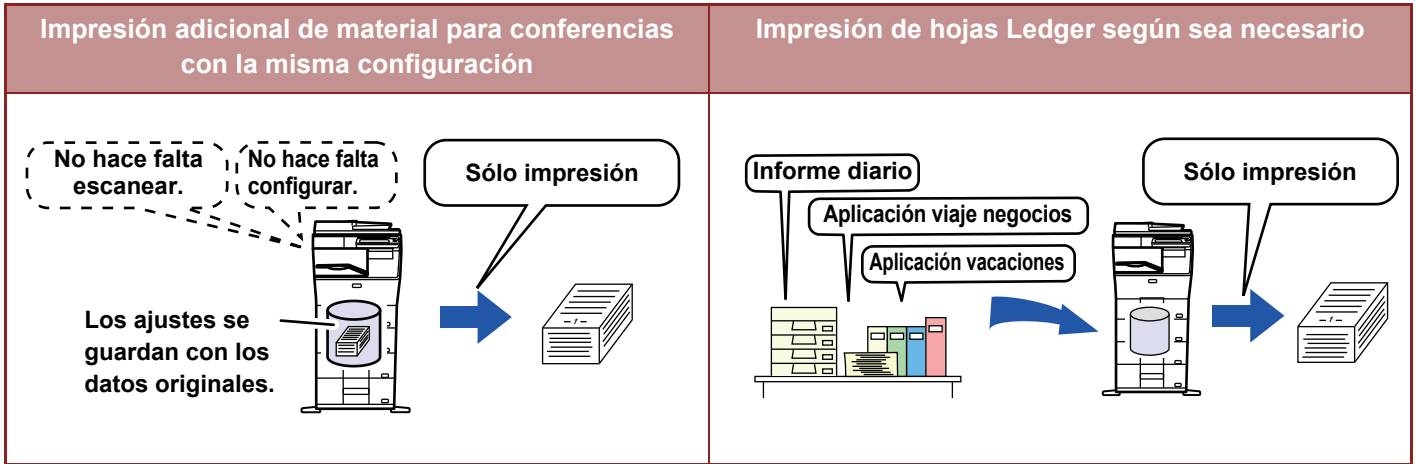 Impresión adicional de material para conferencias
con la misma configuración
Impresión de hojas Ledger según sea necesario
No hace falta
escanear.
No hace falta
configurar.
Sólo impresión
Los ajustes se
guardan con los
datos originales.
-1-
Informe diario
Aplicación viaje negocios
Aplicación vacaciones
Sólo impresión
-1-